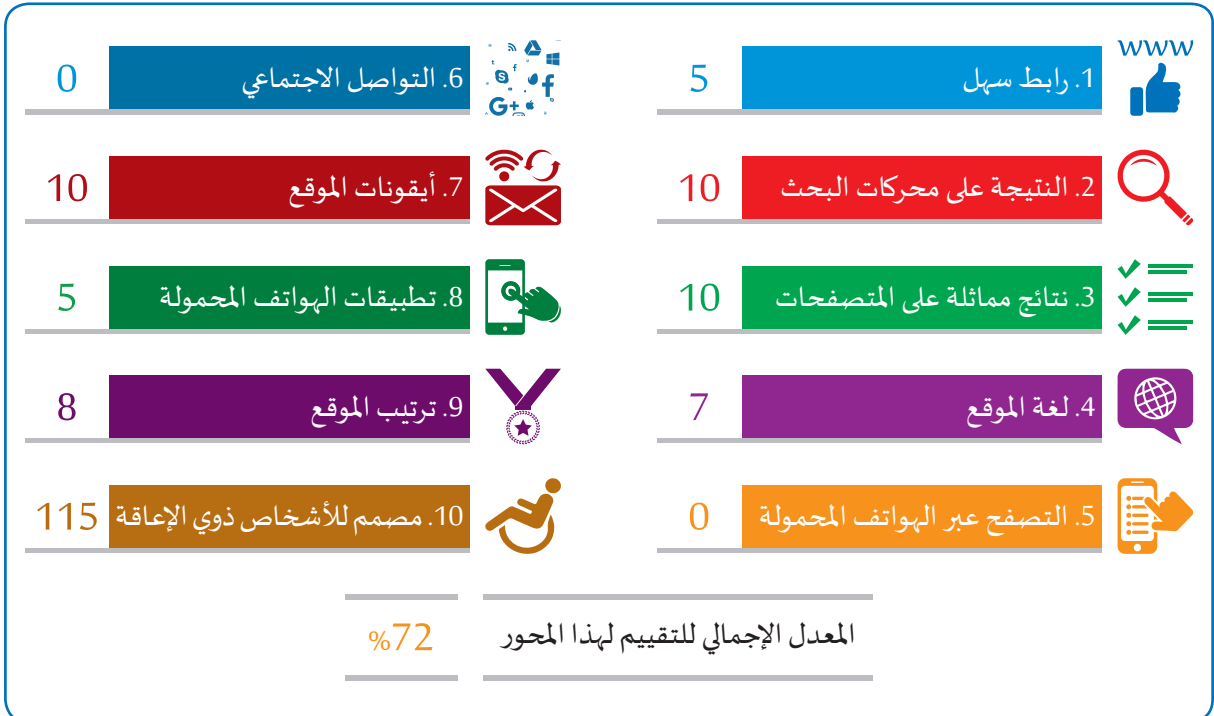 www
1. رابط سهل
5
2. النتيجة على محركات البحث
10
3. نتائج مماثلة على المتصفحات
10
4. لغة الموقع
7
5. التصفح عبر الهواتف المحمولة
0
6. التواصل الاجتماعي
0
7. أيقونات الموقع
10
8. تطبيقات الهواتف المحمولة
5
9. ترتيب الموقع
8
10. مصمم للأشخاص ذوي الإعاقة
115
المعدل الإجمالي للتقييم لهذا المحور
%72